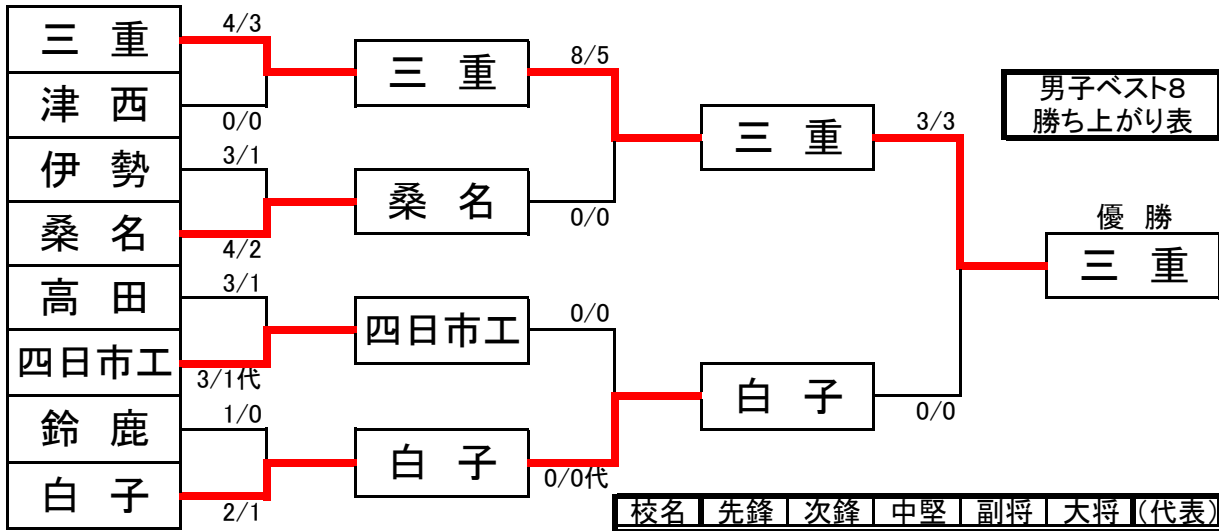 三 重
4/3
津 西
0/0
伊 勢
3/1
桑 名
4/2
高 田
3/1
四日市工
3/1代
鈴 鹿
1/0
白 子
2/1
三 重
8/5
桑 名
0/0
四日市工
0/0
白 子
0/0代
三 重
3/3
白 子
0/0
男子ベスト8
勝ち上がり表
優 勝
三 重
校名 先鋒 次鋒 中堅 副将 大将 (代表)